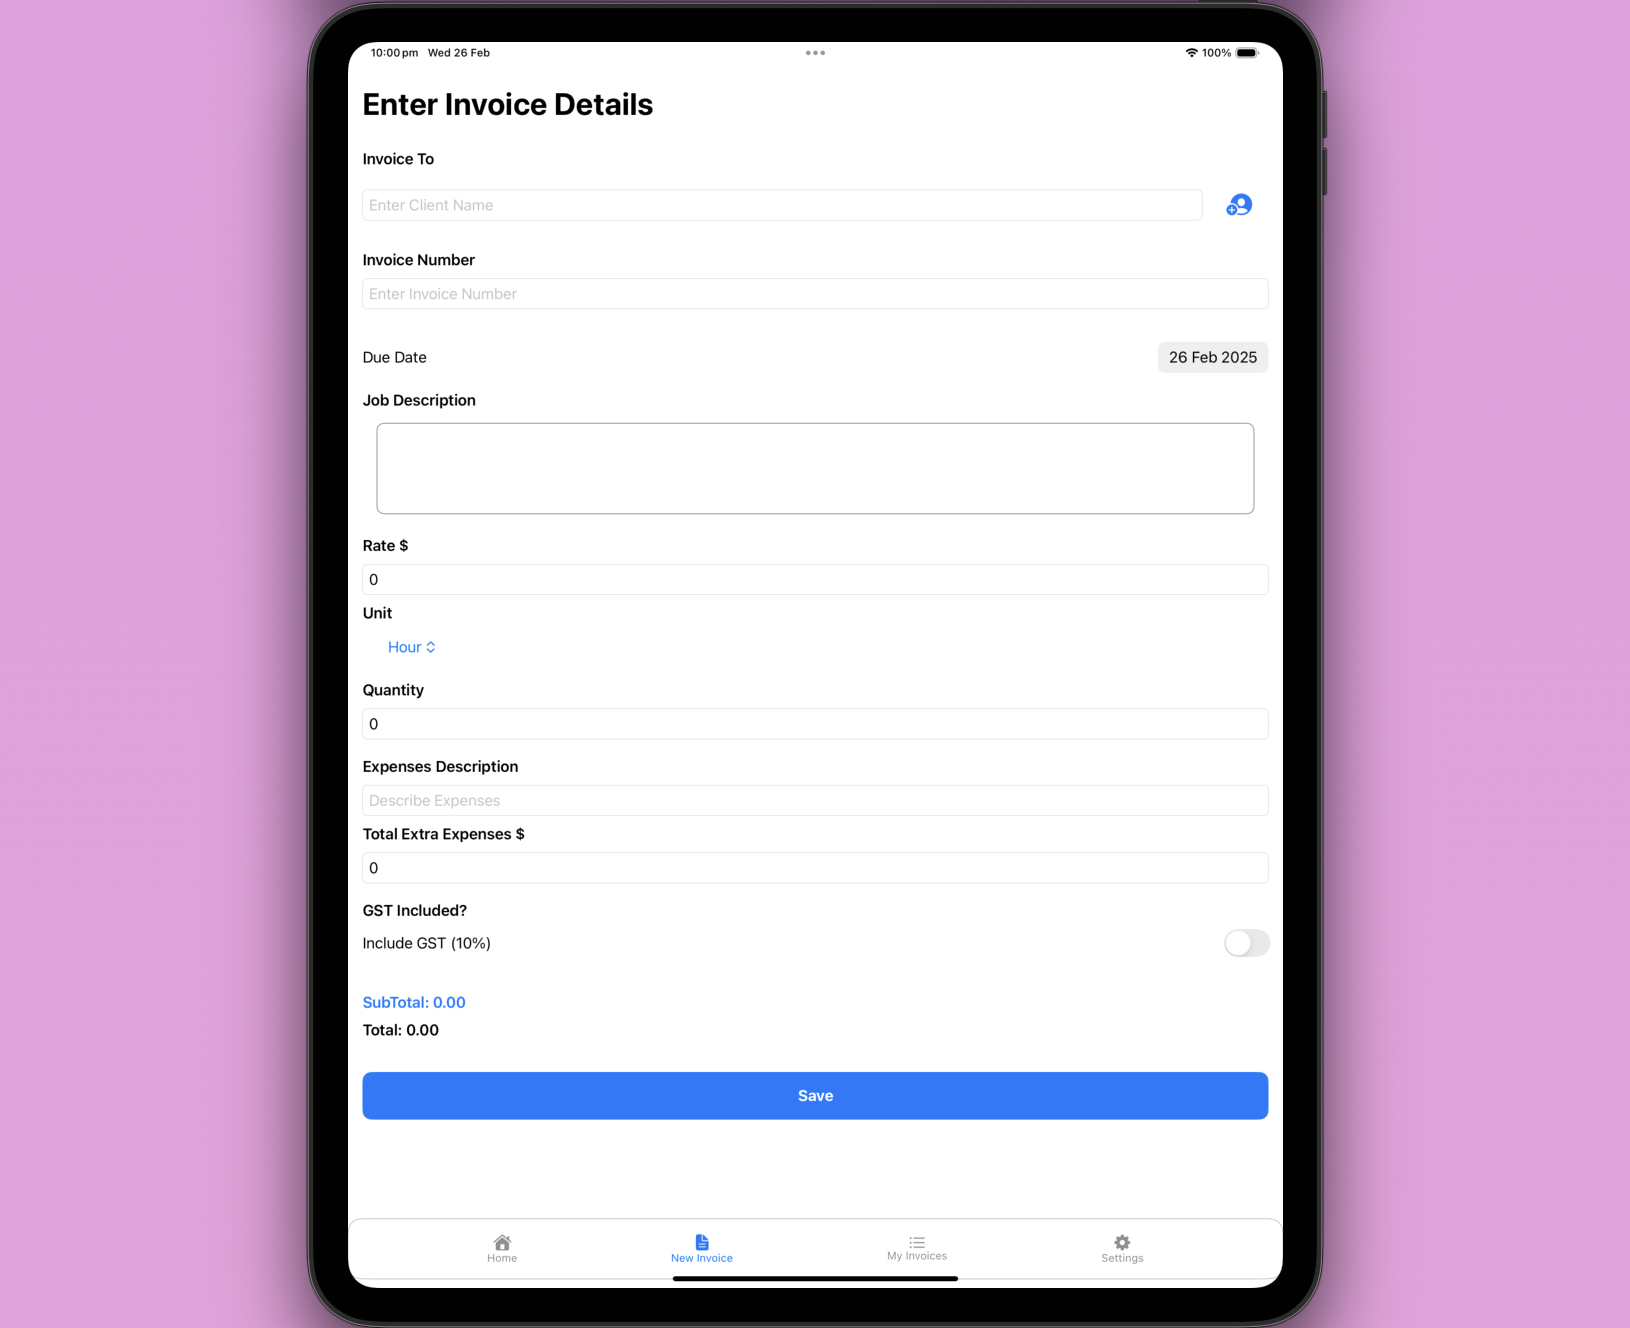 10:00 pm Wed 26 Feb
100%
Enter Invoice Details
Invoice To
Enter Client Name
Invoice Number
Enter Invoice Number
Due Date
26 Feb 2025
Job Description
Rate $
0
Unit
Hour
Quantity
0
Expenses Description
Describe Expenses
Total Extra Expenses $
0
GST Included?
Include GST (10%)
SubTotal: 0.00
Total: 0.00
Save
Home
New Invoice
My Invoices
Settings